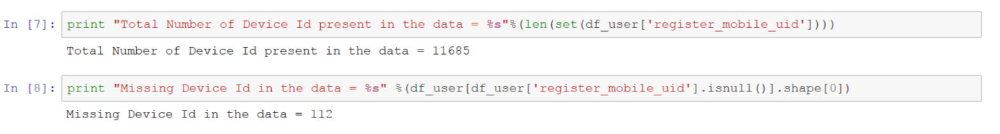 In [7]: print "Total Number of Device Id present in the data = %s"%(len(set(df_user['register_mobile_uid'])))
Total Number of Device Id present in the data = 11685
In [8]: print "Missing Device Id in the data = %s" %(df_user[df_user['register_mobile_uid'].isnull()].shape[0])
Missing Device Id in the data = 112